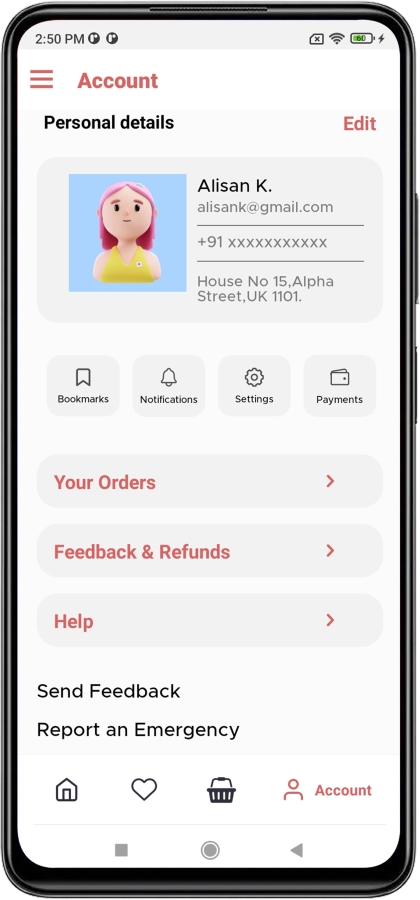 2:50 PM
60
Account
Personal details
Edit
Alisan K.
alisank@gmail.com
+91 xxxxxxxxxxx
House No 15,Alpha
Street,UK 1101.
Bookmarks
Notifications
Settings
Payments
Your Orders
Feedback & Refunds
Help
Send Feedback
Report an Emergency
Account